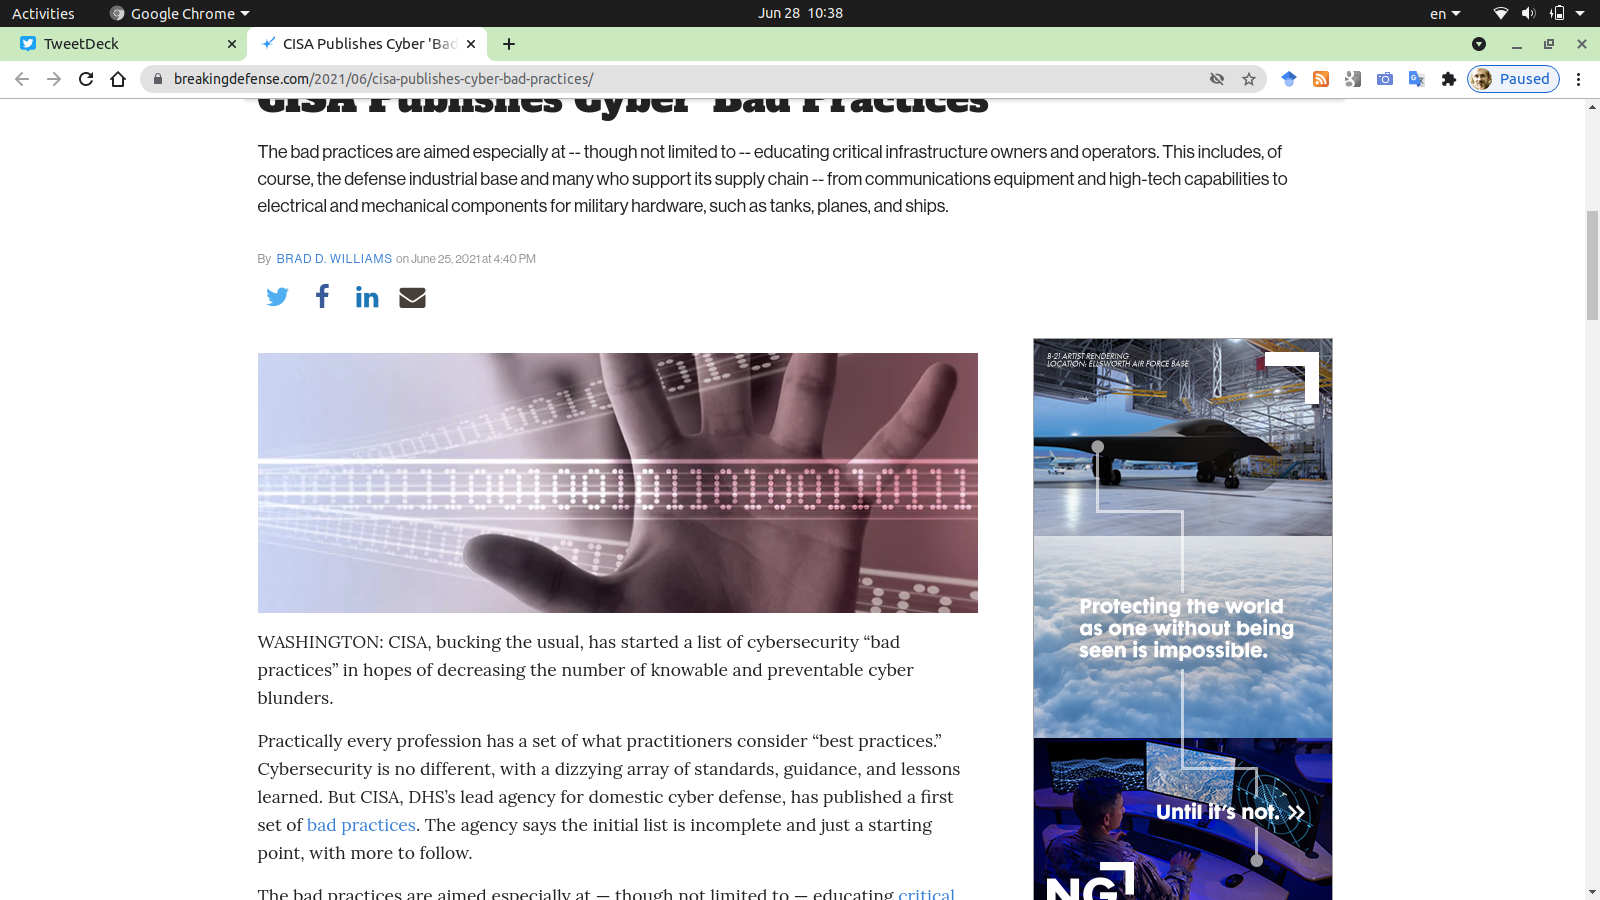 Activities
Google Chrome
Jun 28 10:38
en
TweetDeck
CISA Publishes Cyber 'Bad
breakingdefense.com/2021/06/cisa-publishes-cyber-bad-practices/
Paused
CISA Publishes Cyber 'Bad Practices'
The bad practices are aimed especially at -- though not limited to -- educating critical infrastructure owners and operators. This includes, of
course, the defense industrial base and many who support its supply chain -- from communications equipment and high-tech capabilities to
electrical and mechanical components for military hardware, such as tanks, planes, and ships.
By BRAD D. WILLIAMS on June 25, 2021 at 4:40 PM
B-21 ARTIST RENDERING
LOCATION: ELLSWORTH AIR FORCE BASE
Protecting the world
as one without being
seen is impossible.
Until it's not.
NG
WASHINGTON: CISA, bucking the usual, has started a list of cybersecurity “bad
practices” in hopes of decreasing the number of knowable and preventable cyber
blunders.
Practically every profession has a set of what practitioners consider “best practices.”
Cybersecurity is no different, with a dizzying array of standards, guidance, and lessons
learned. But CISA, DHS’s lead agency for domestic cyber defense, has published a first
set of bad practices. The agency says the initial list is incomplete and just a starting
point, with more to follow.
The bad practices are aimed especially at — though not limited to — educating critical